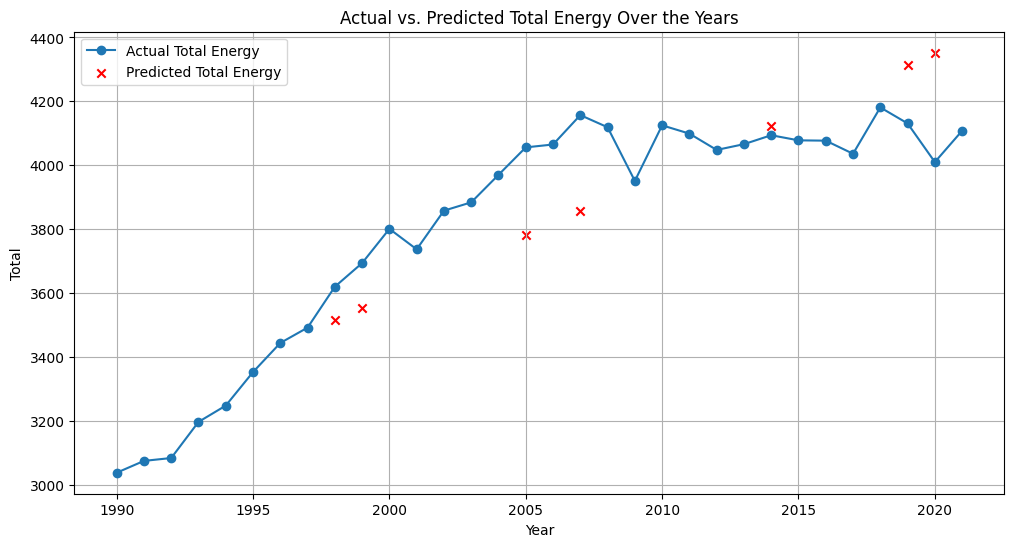 Actual vs. Predicted Total Energy Over the Years
Actual Total Energy
Predicted Total Energy
Total
4400
4200
4000
3800
3600
3400
3200
3000
1990 1995 2000 2005 2010 2015 2020
Year